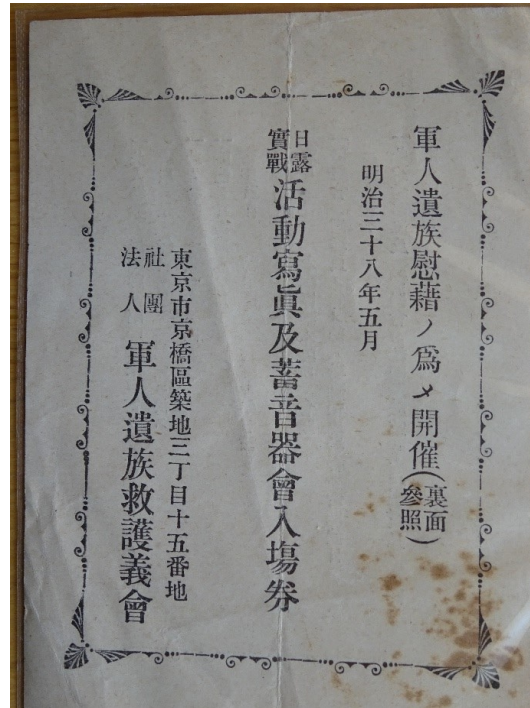 軍人遺族慰藉ノ爲メ開催(裏面參照)
明治三十八年五月
日露實戰活動寫眞及蓄音器會入場券
東京市京橋區築地三丁目十五番地
社團法人 軍人遺族救護義會